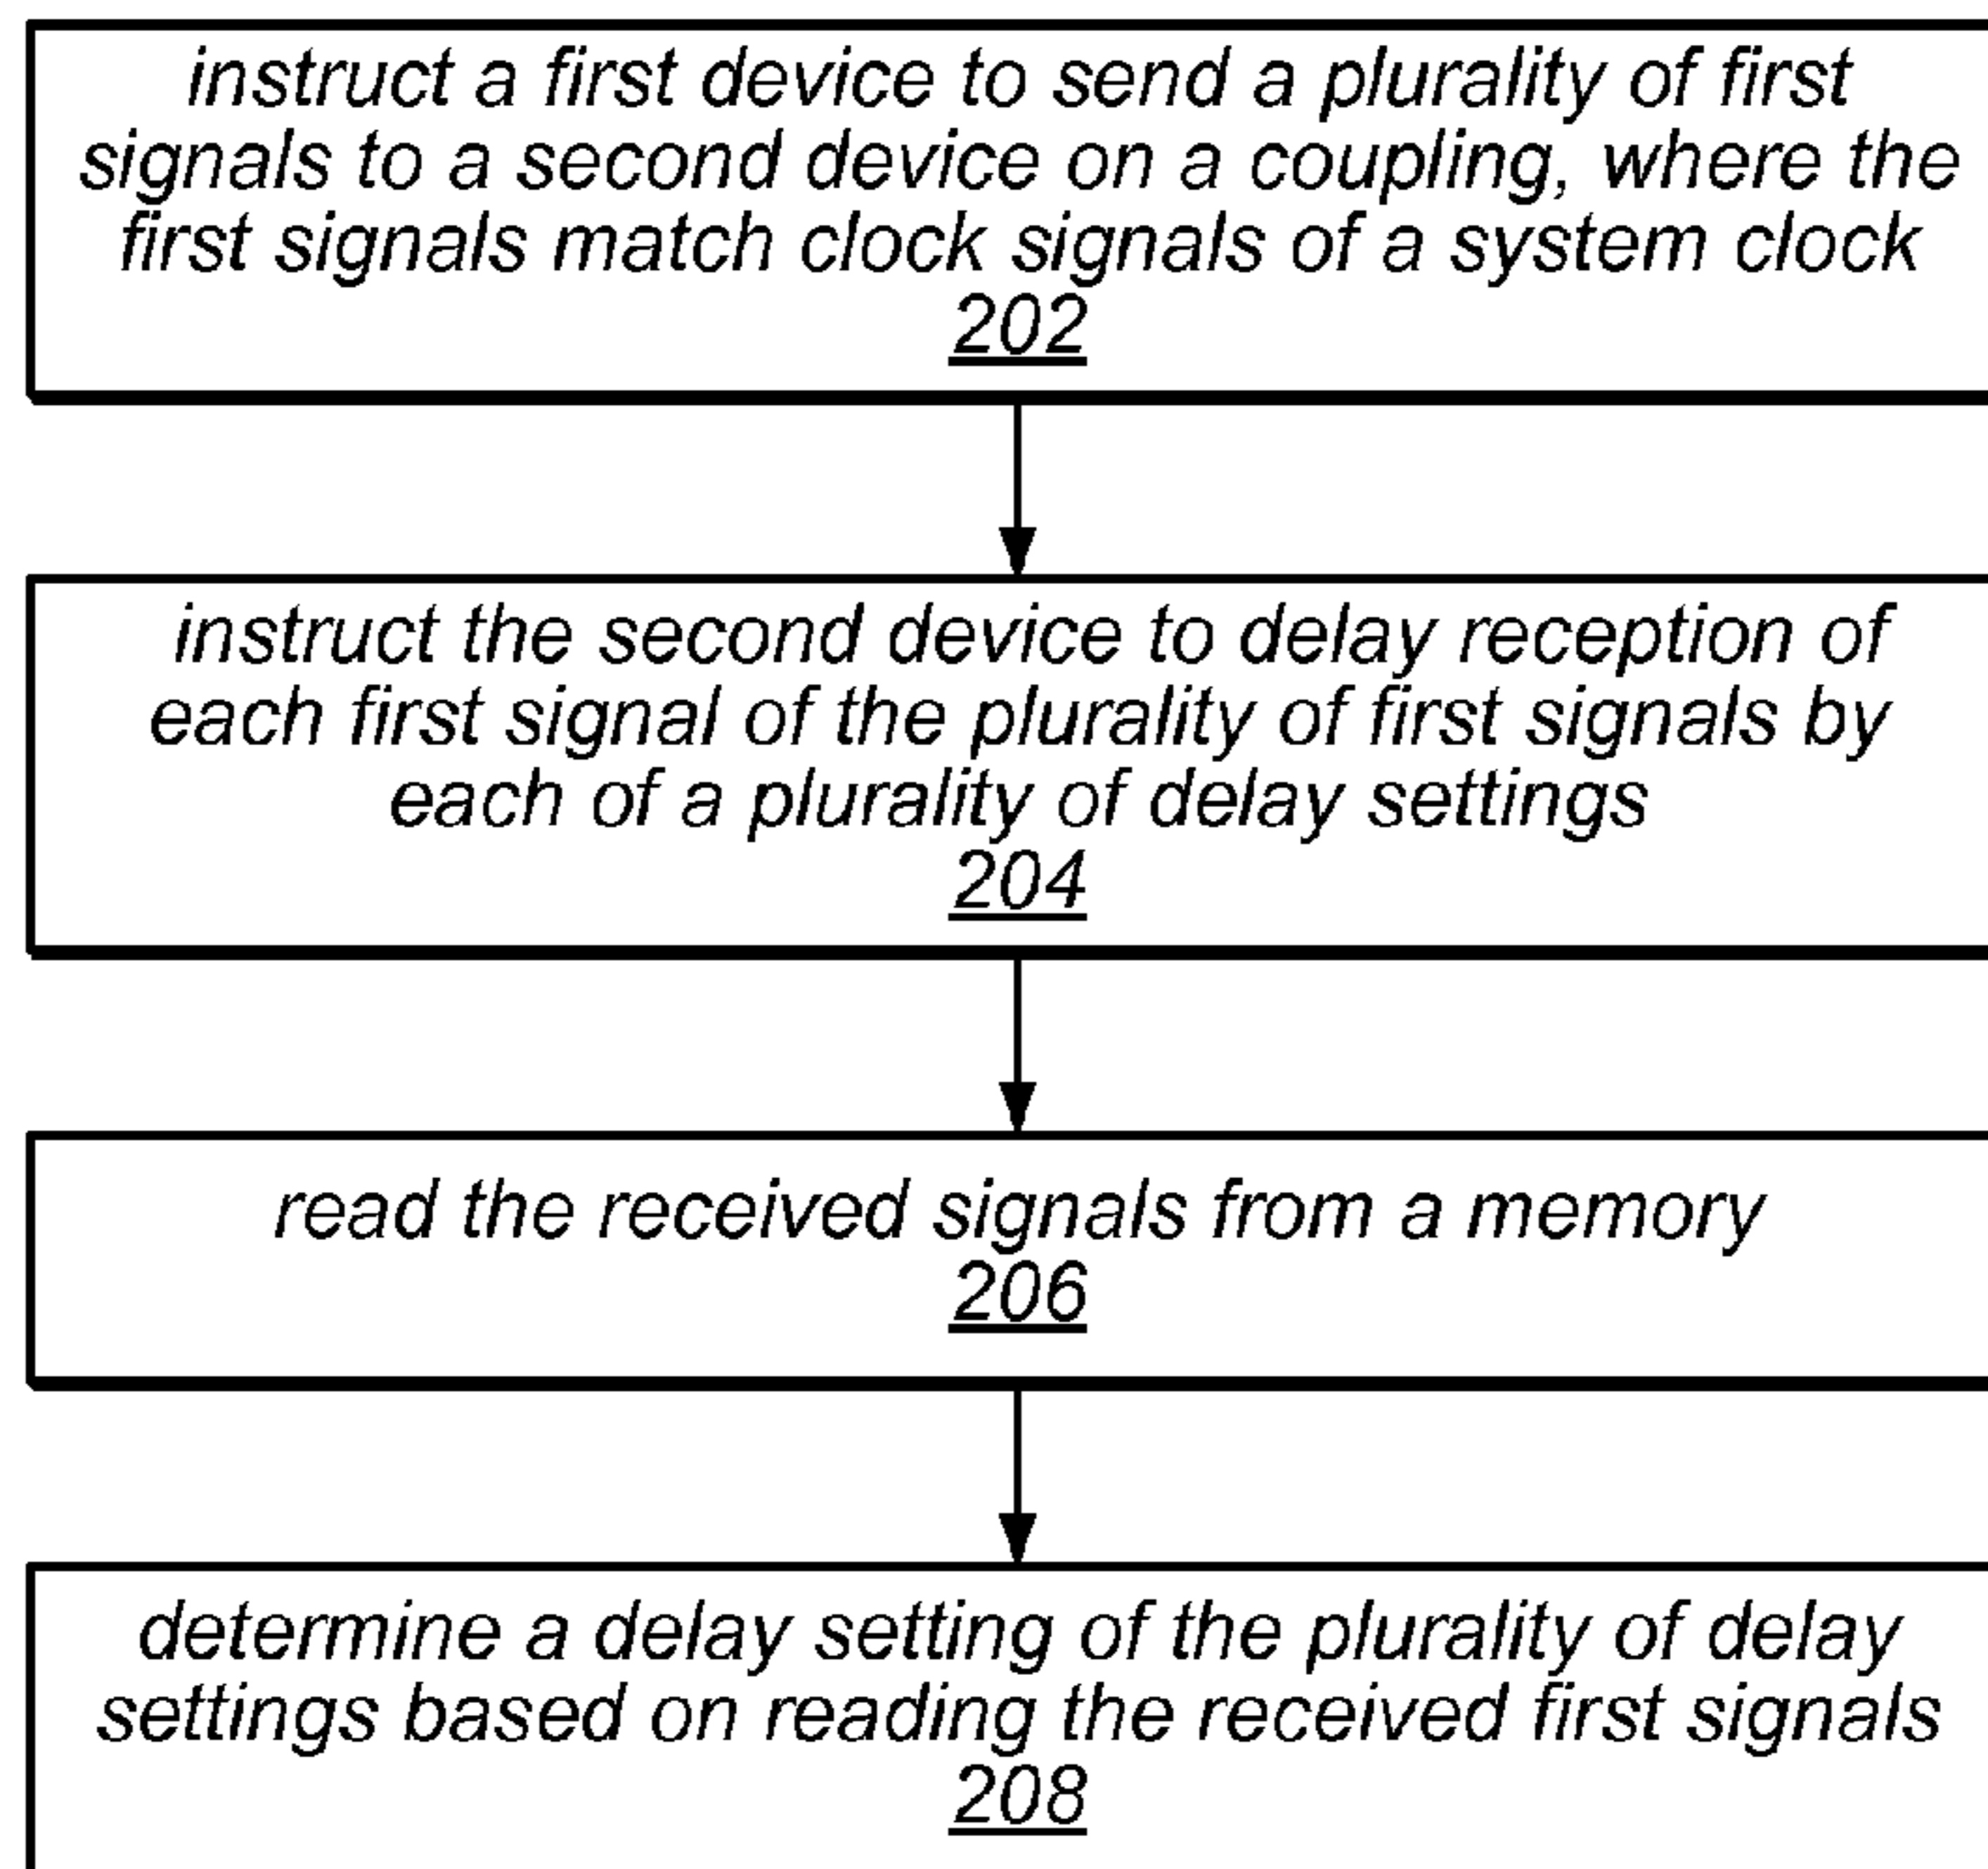 instruct a first device to send a plurality of first
signals to a second device on a coupling, where the
first signals match clock signals of a system clock
202
instruct the second device to delay reception of
each first signal of the plurality of first signals by
each of a plurality of delay settings
204
read the received signals from a memory
206
determine a delay setting of the plurality of delay
settings based on reading the received first signals
208